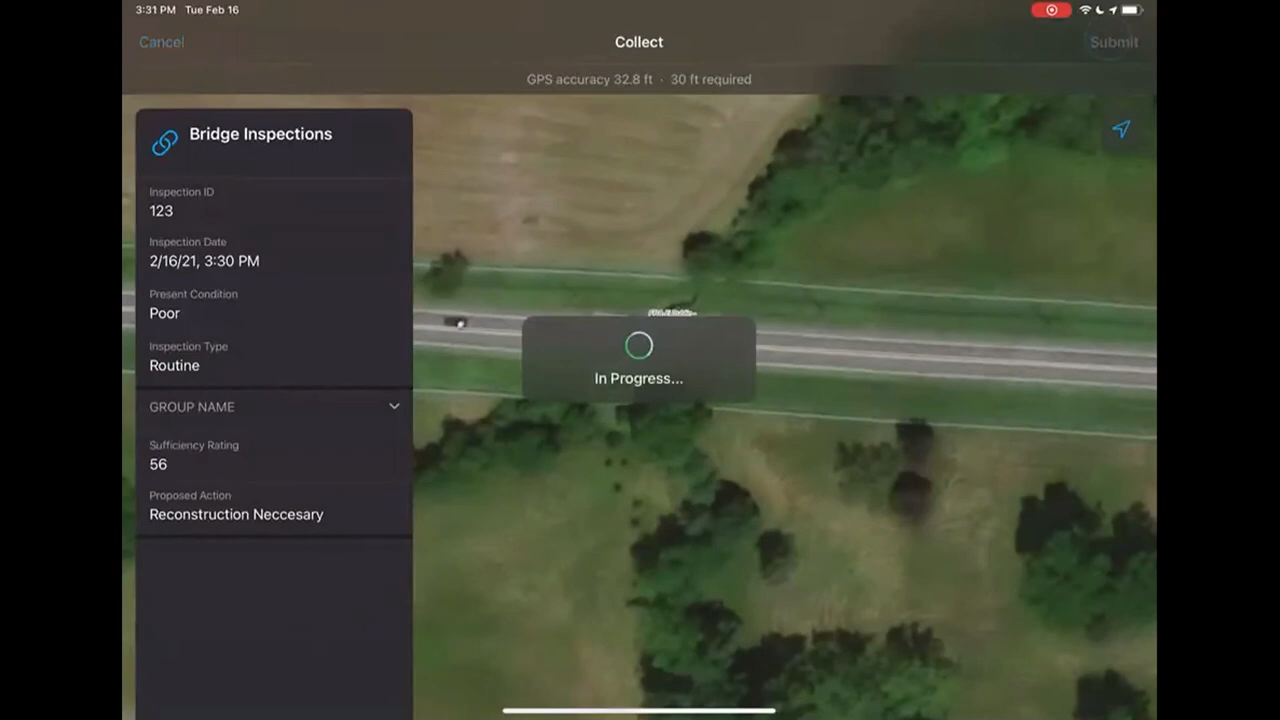 3:31 PM Tue Feb 16
Cancel
Collect
Submit
GPS accuracy 32.8 ft · 30 ft required
Bridge Inspections
Inspection ID
123
Inspection Date
2/16/21, 3:30 PM
Present Condition
Poor
Inspection Type
Routine
GROUP NAME
Sufficiency Rating
56
Proposed Action
Reconstruction Neccesary
In Progress...